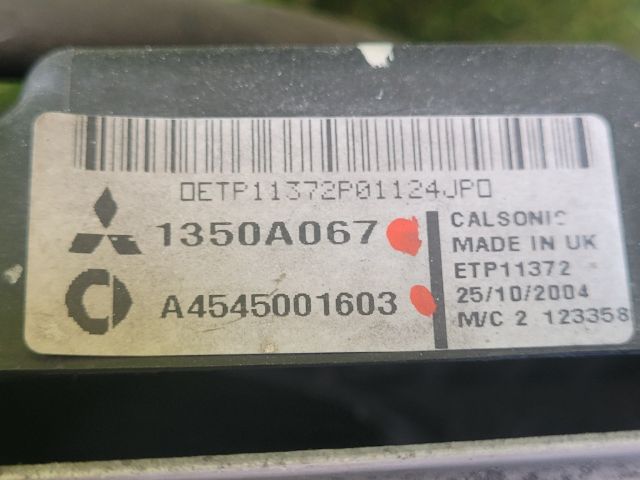 0ETP11372P01124JP0
1350A067
A4545001603
CALSONIC
MADE IN UK
ETP11372
25/10/2004
M/C 2 123358